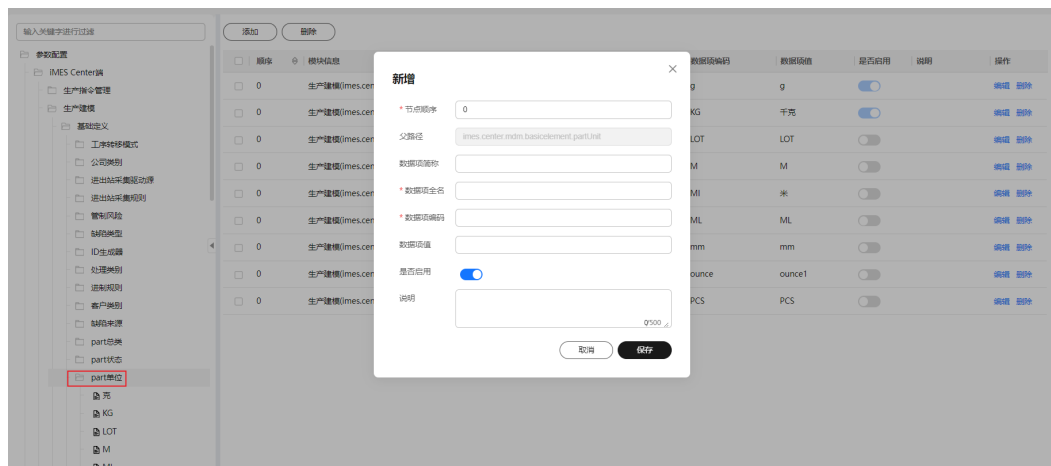 输入关键字进行过滤
参数配置
iMES Center端
生产指令管理
生产建模
基础定义
工序转移模式
公司类别
进出站采集驱动源
进出站采集规则
管制风险
缺陷类型
ID生成器
处理类别
进制规则
客户类别
缺陷来源
part总类
part状态
part单位
克
KG
LOT
M
MI
添加 删除
顺序 模块信息 数据项编码 数据项值 是否启用 说明 操作
0 生产建模(imes.cen g g 编辑 删除
0 生产建模(imes.cen KG 千克 编辑 删除
0 生产建模(imes.cen LOT LOT 编辑 删除
0 生产建模(imes.cen M M 编辑 删除
0 生产建模(imes.cen MI 米 编辑 删除
0 生产建模(imes.cen ML ML 编辑 删除
0 生产建模(imes.cen mm mm 编辑 删除
0 生产建模(imes.cen ounce ounce1 编辑 删除
0 生产建模(imes.cen PCS PCS 编辑 删除
新增
* 节点顺序 0
父路径 imes.center.mdm.basicelement.partUnit
数据项简称
* 数据项全名
* 数据项编码
数据项值
是否启用
说明
0/500
取消 保存